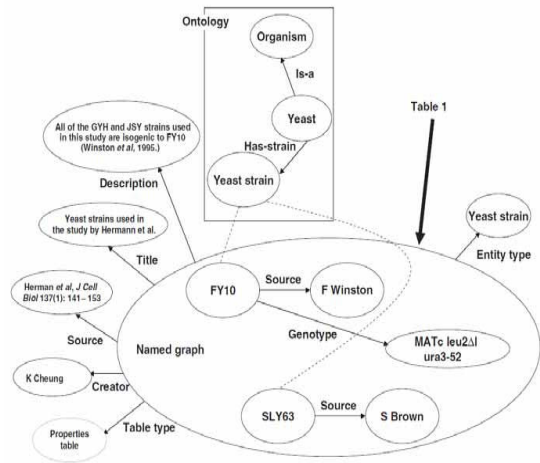 Ontology
Organism
Is-a
Yeast
Has-strain
Yeast strain
Table 1
All of the GYH and JSY strains used
in this study are isogenic to FY10
(Winston et al, 1995.)
Description
Yeast strains used in
the study by Hermann et al.
Title
Yeast strain
Entity type
Herman et al, J Cell
Biol 137(1): 141–153
Source
FY10
Source
F Winston
Genotype
MATc leu2Δl
ura3-52
Named graph
K Cheung
Creator
SLY63
Source
S Brown
Table type
Properties
table